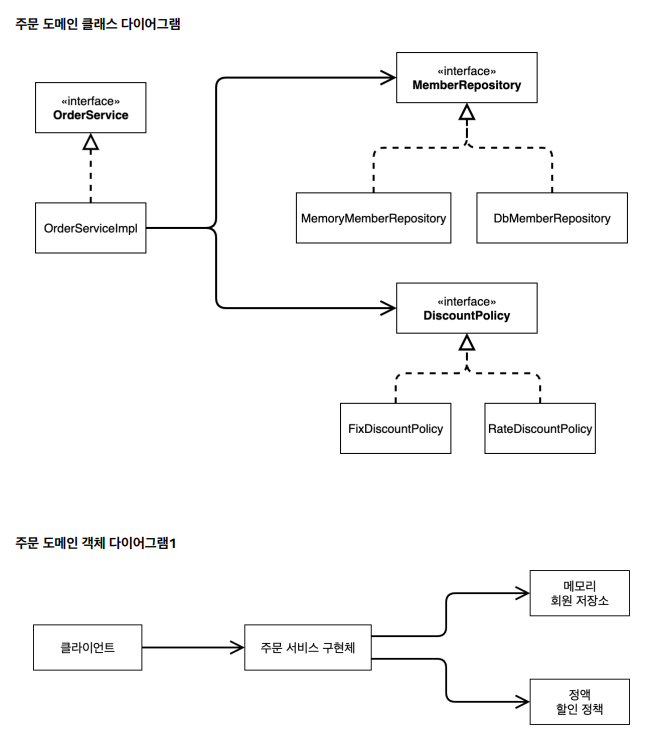 주문 도메인 클래스 다이어그램
«interface»
OrderService
«interface»
MemberRepository
OrderServiceImpl
MemoryMemberRepository
DbMemberRepository
«interface»
DiscountPolicy
FixDiscountPolicy
RateDiscountPolicy
주문 도메인 객체 다이어그램1
클라이언트
주문 서비스 구현체
메모리
회원 저장소
정액
할인 정책